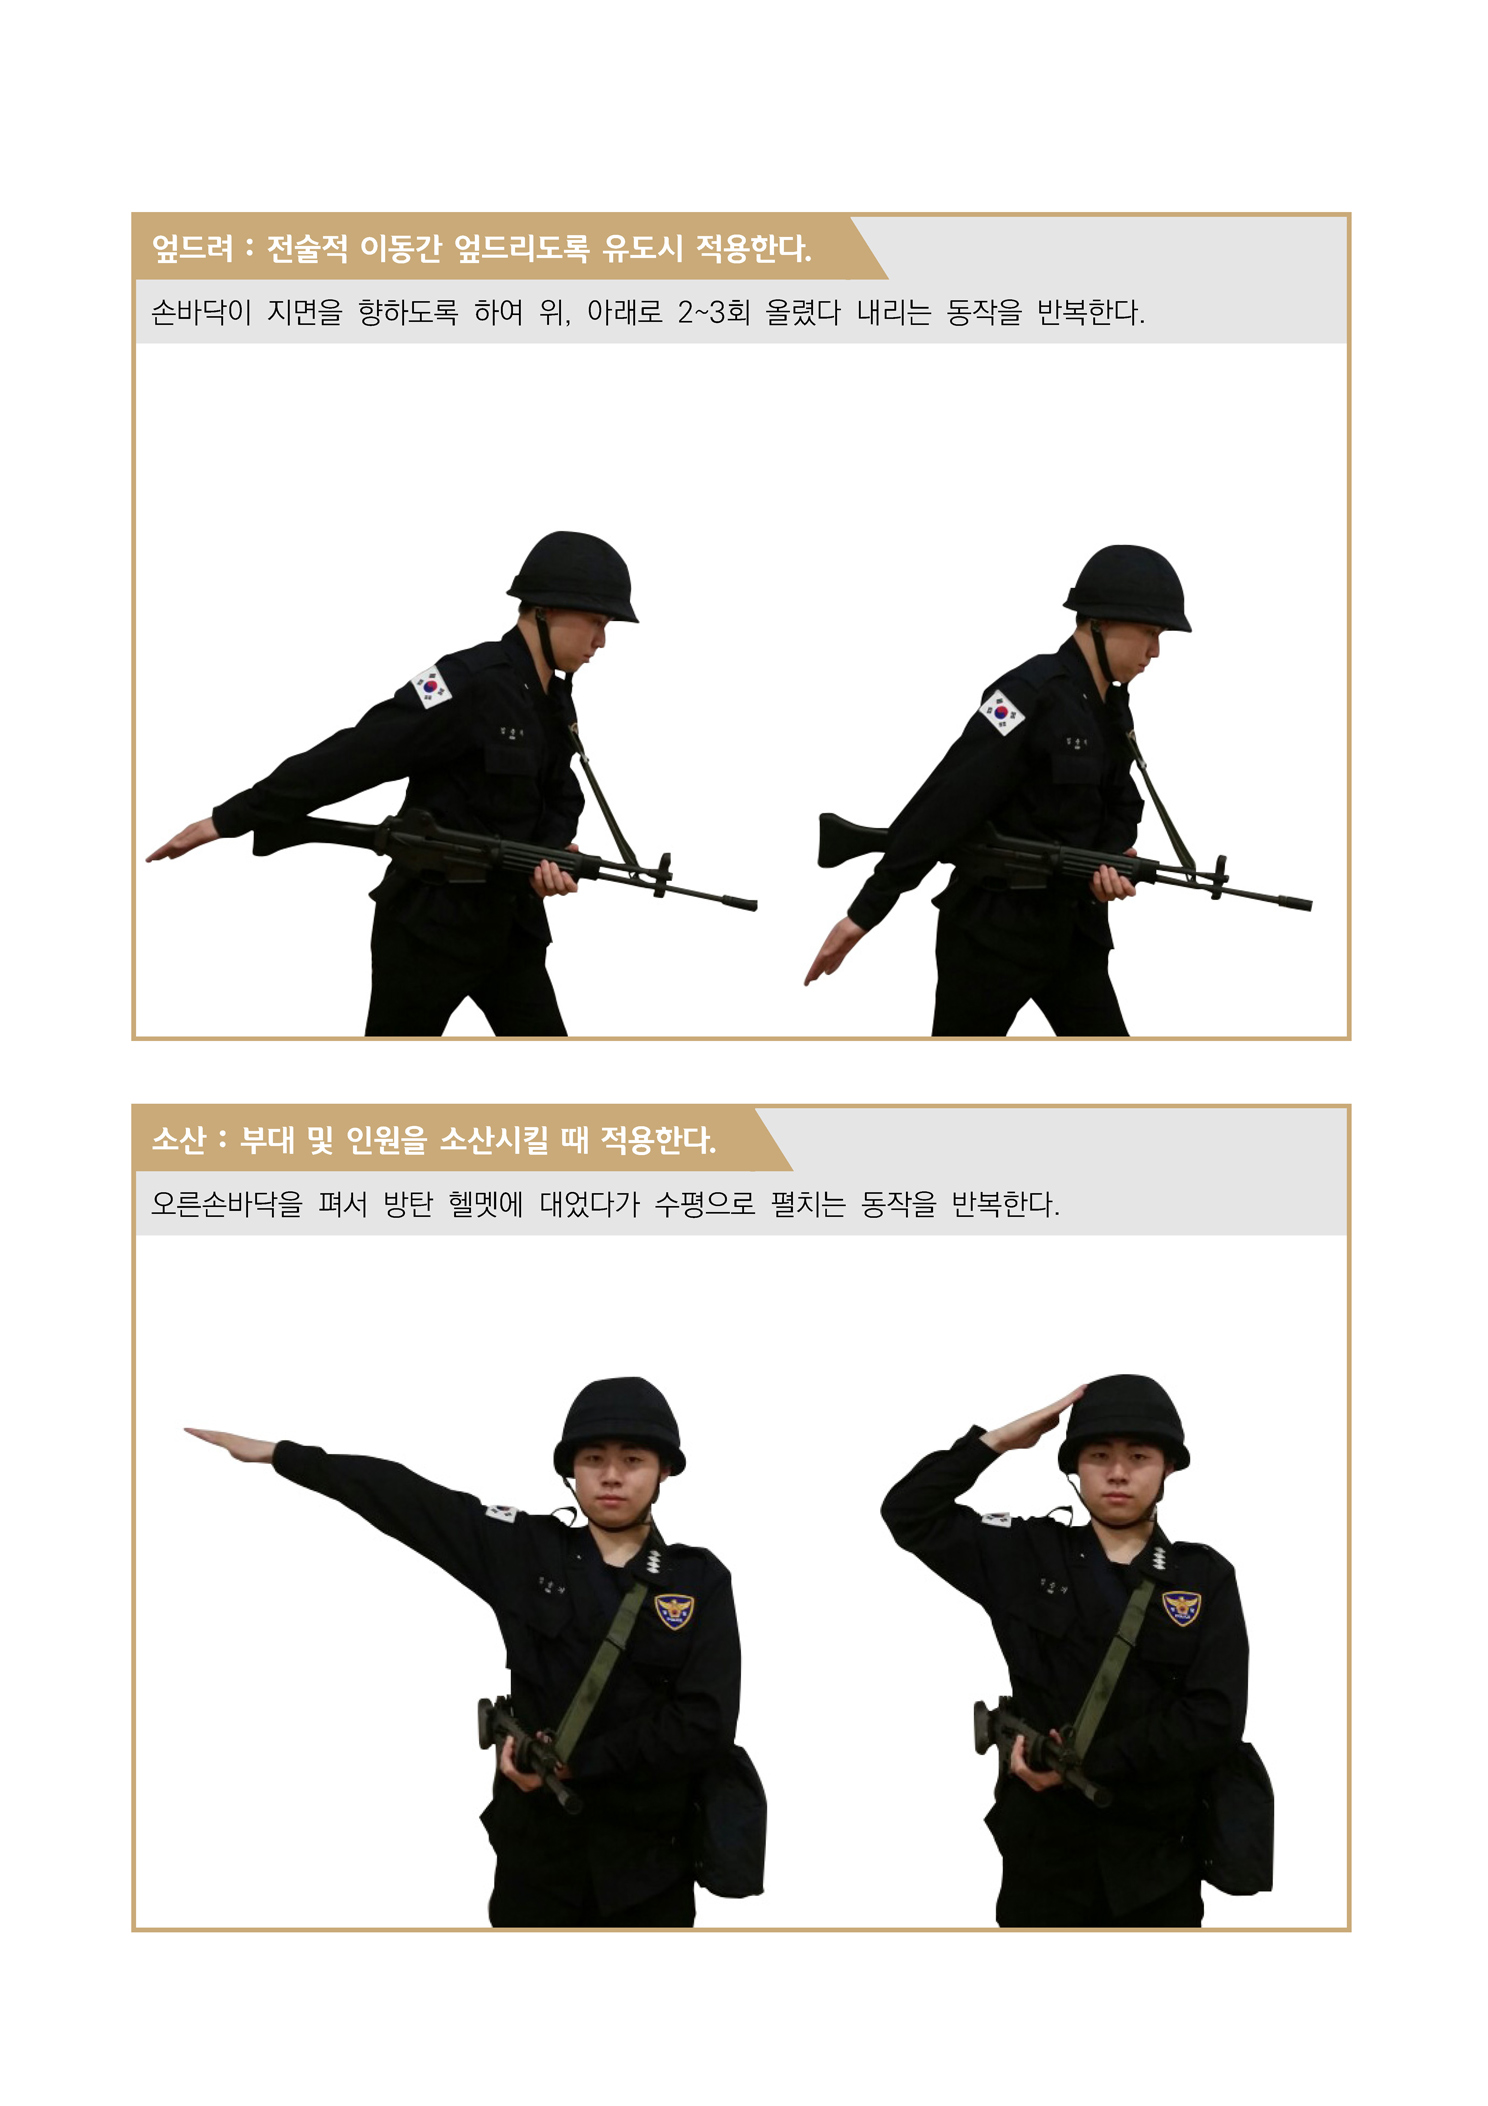 엎드려 : 전술적 이동간 엎드리도록 유도시 적용한다.
손바닥이 지면을 향하도록 하여 위, 아래로 2~3회 올렸다 내리는 동작을 반복한다.
소산 : 부대 및 인원을 소산시킬 때 적용한다.
오른손바닥을 펴서 방탄 헬멧에 대었다가 수평으로 펼치는 동작을 반복한다.